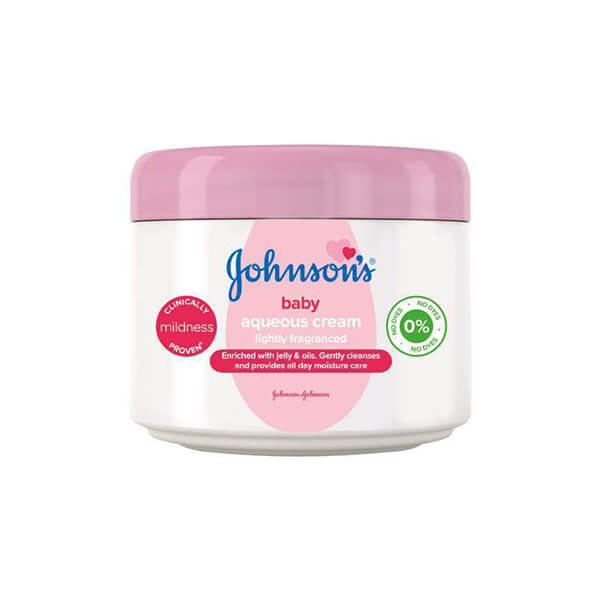 Johnson's®
baby
aqueous cream
lightly fragranced
Enriched with jelly & oils. Gently cleanses
and provides all day moisture care
Johnson & Johnson
CLINICALLY
mildness
PROVEN*
NO DYES • NO DYES • NO DYES •
0%